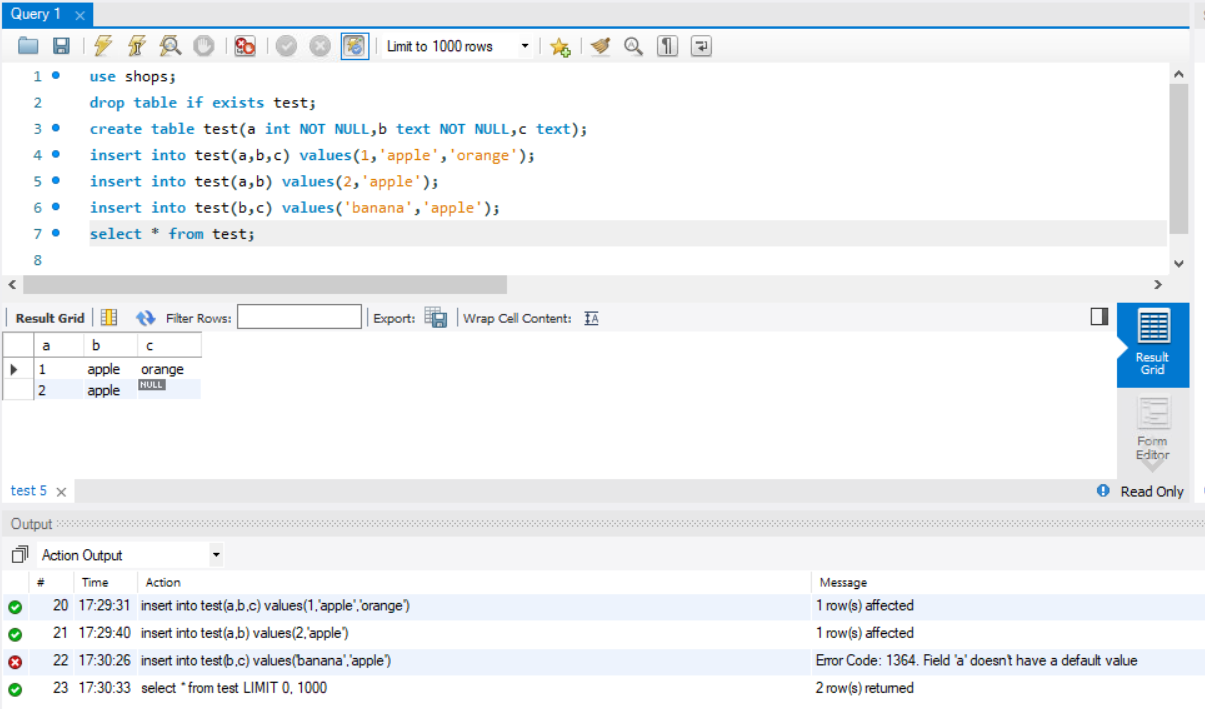 Query 1
Limit to 1000 rows
1 use shops;
2 drop table if exists test;
3 create table test(a int NOT NULL,b text NOT NULL,c text);
4 insert into test(a,b,c) values(1,'apple','orange');
5 insert into test(a,b) values(2,'apple');
6 insert into test(b,c) values('banana','apple');
7 select * from test;
8
Result Grid Filter Rows: Export: Wrap Cell Content: IA
a b c
1 apple orange
2 apple NULL
Result
Grid
Form
Editor
test 5 Read Only
Output
Action Output
# Time Action Message
20 17:29:31 insert into test(a,b,c) values(1,'apple','orange') 1 row(s) affected
21 17:29:40 insert into test(a,b) values(2,'apple') 1 row(s) affected
22 17:30:26 insert into test(b,c) values('banana','apple') Error Code: 1364. Field 'a' doesn't have a default value
23 17:30:33 select * from test LIMIT 0, 1000 2 row(s) returned